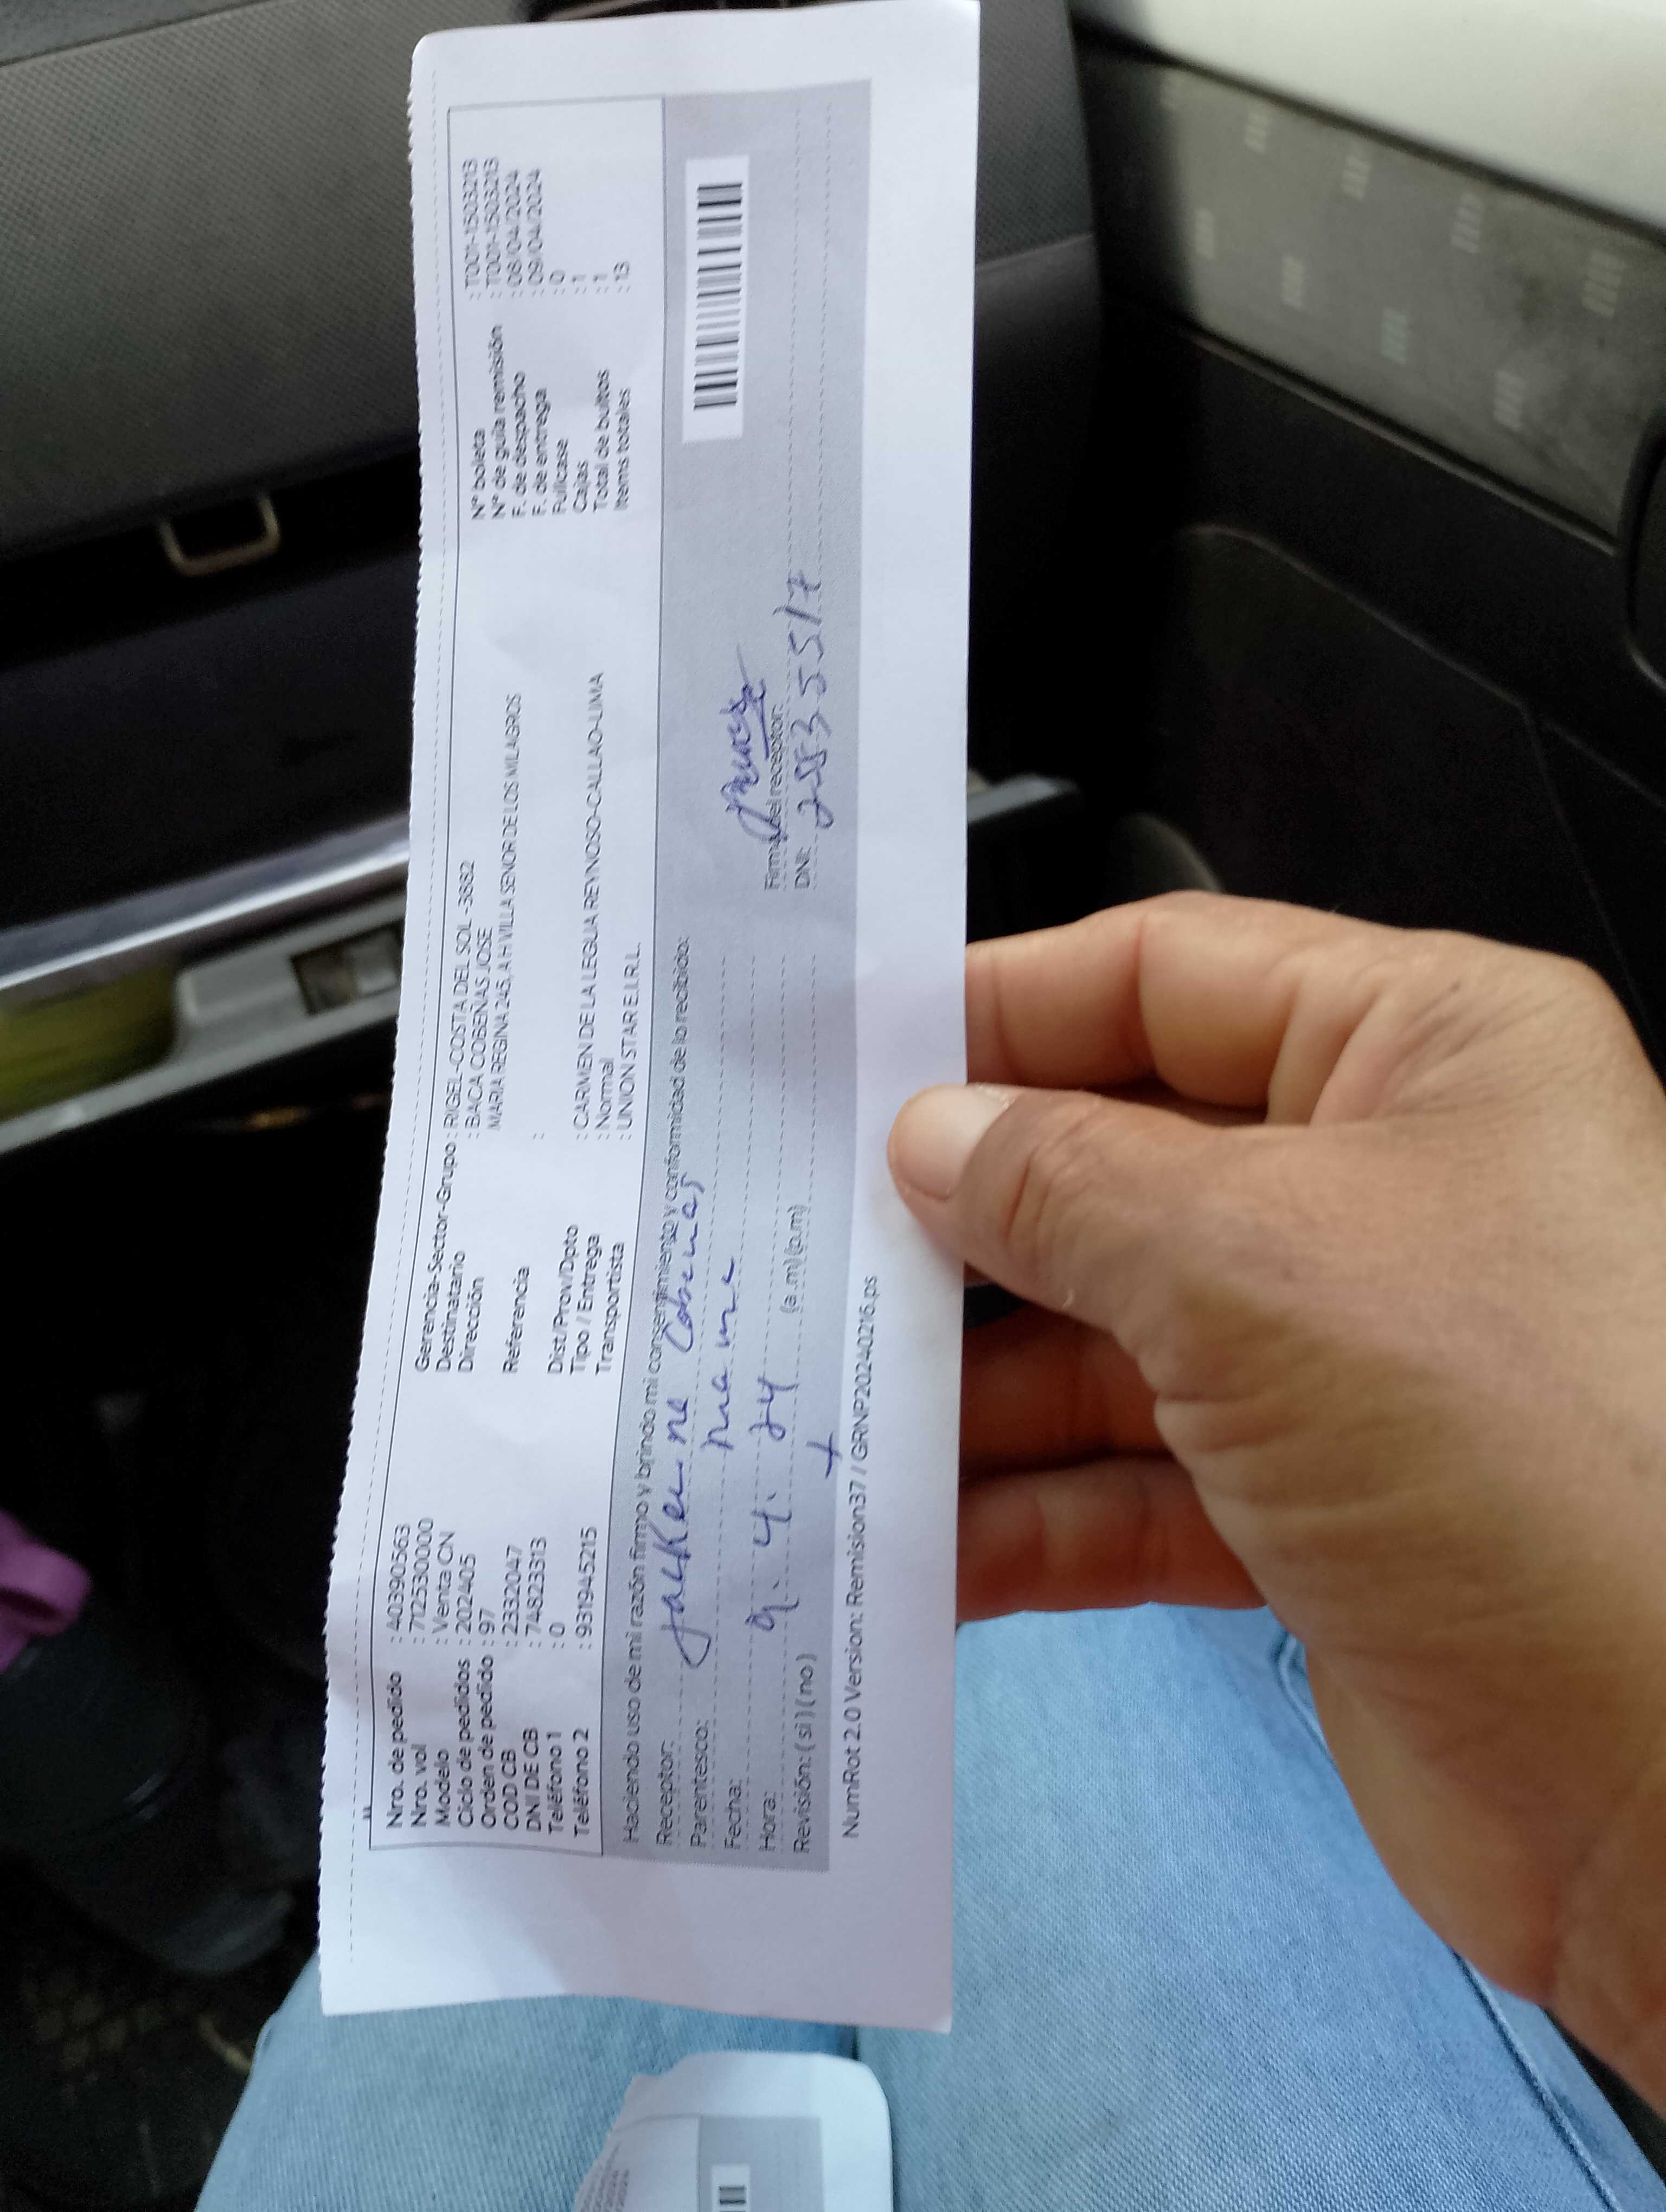 Nro. de pedido : 40390563
Nro. vol : 712530000
Modelo : Venta CN
Ciclo de pedidos : 202405
Orden de pedido : 97
COD CB : 2332047
DNI DE CB : 74823313
Teléfono 1 : 0
Teléfono 2 : 931945215
Gerencia-Sector-Grupo : RIGEL-COSTA DEL SOL -3882
Destinatario : BACA COBEÑAS JOSE
Dirección MARIA REGINA 245, A H VILLA SENOR DE LOS MILAGROS
Referencia :
Dist/Prov/Dpto : CARMEN DE LA LEGUA REYNOSO-CALLAO-LIMA
Tipo / Entrega : Normal
Transportista : UNION STAR E.I.R.L.
N° boleta : T001-1503213
N° de guía remisión : T001-1503213
F. de despacho : 08/04/2024
F. de entrega : 09/04/2024
Fullcase : 0
Cajas : 1
Total de bultos : 1
Items totales : 13
Haciendo uso de mi razón firmo y brindo mi consentimiento y conformidad de lo recibido:
Receptor: Cobeñas
Parentesco: mama
Fecha: 9. 4. 24
Hora: (a .m) (p.m)
Revisión: ( si ) ( no )
Firma del receptor:
DNI: 25835517
NumRot 2.0 Version: Remision37 / GRNP20240216.ps